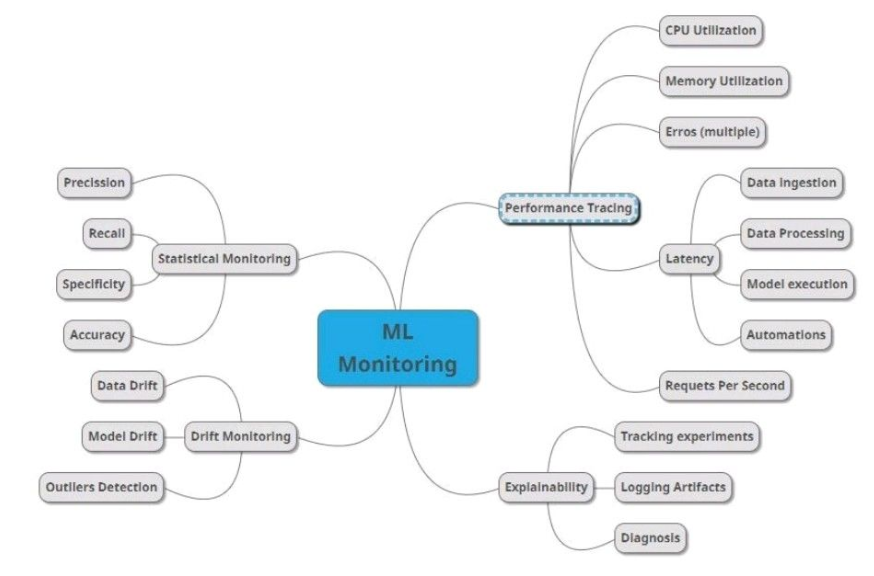 CPU Utilization
Memory Utilization
Erros (multiple)
Precission
Data ingestion
Performance Tracing
Recall
Data Processing
Statistical Monitoring
Latency
Specificity
Model execution
ML
Monitoring
Accuracy
Automations
Data Drift
Requets Per Second
Model Drift
Drift Monitoring
Tracking experiments
Outliers Detection
Explainability
Logging Artifacts
Diagnosis